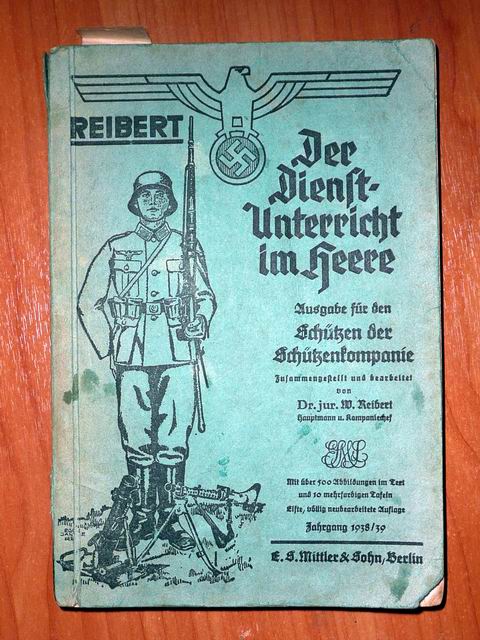 REIBERT
Der
Dienst-
Unterricht
im Heere
Ausgabe für den
Schützen der
Schützenkompanie
Zusammengestellt und bearbeitet
von
Dr. jur. W. Reibert
Hauptmann u. Kompaniechef
Mit über 500 Abbildungen im Text
und 10 mehrfarbigen Tafeln
Elfte, völlig neubearbeitete Auflage
Jahrgang 1938/39
E. S. Mittler & Sohn, Berlin